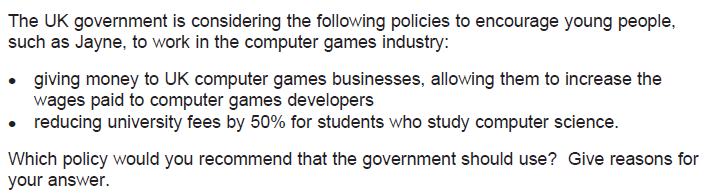 The UK government is considering the following policies to encourage young people,
such as Jayne, to work in the computer games industry:
• giving money to UK computer games businesses, allowing them to increase the
wages paid to computer games developers
• reducing university fees by 50% for students who study computer science.
Which policy would you recommend that the government should use?  Give reasons for
your answer.